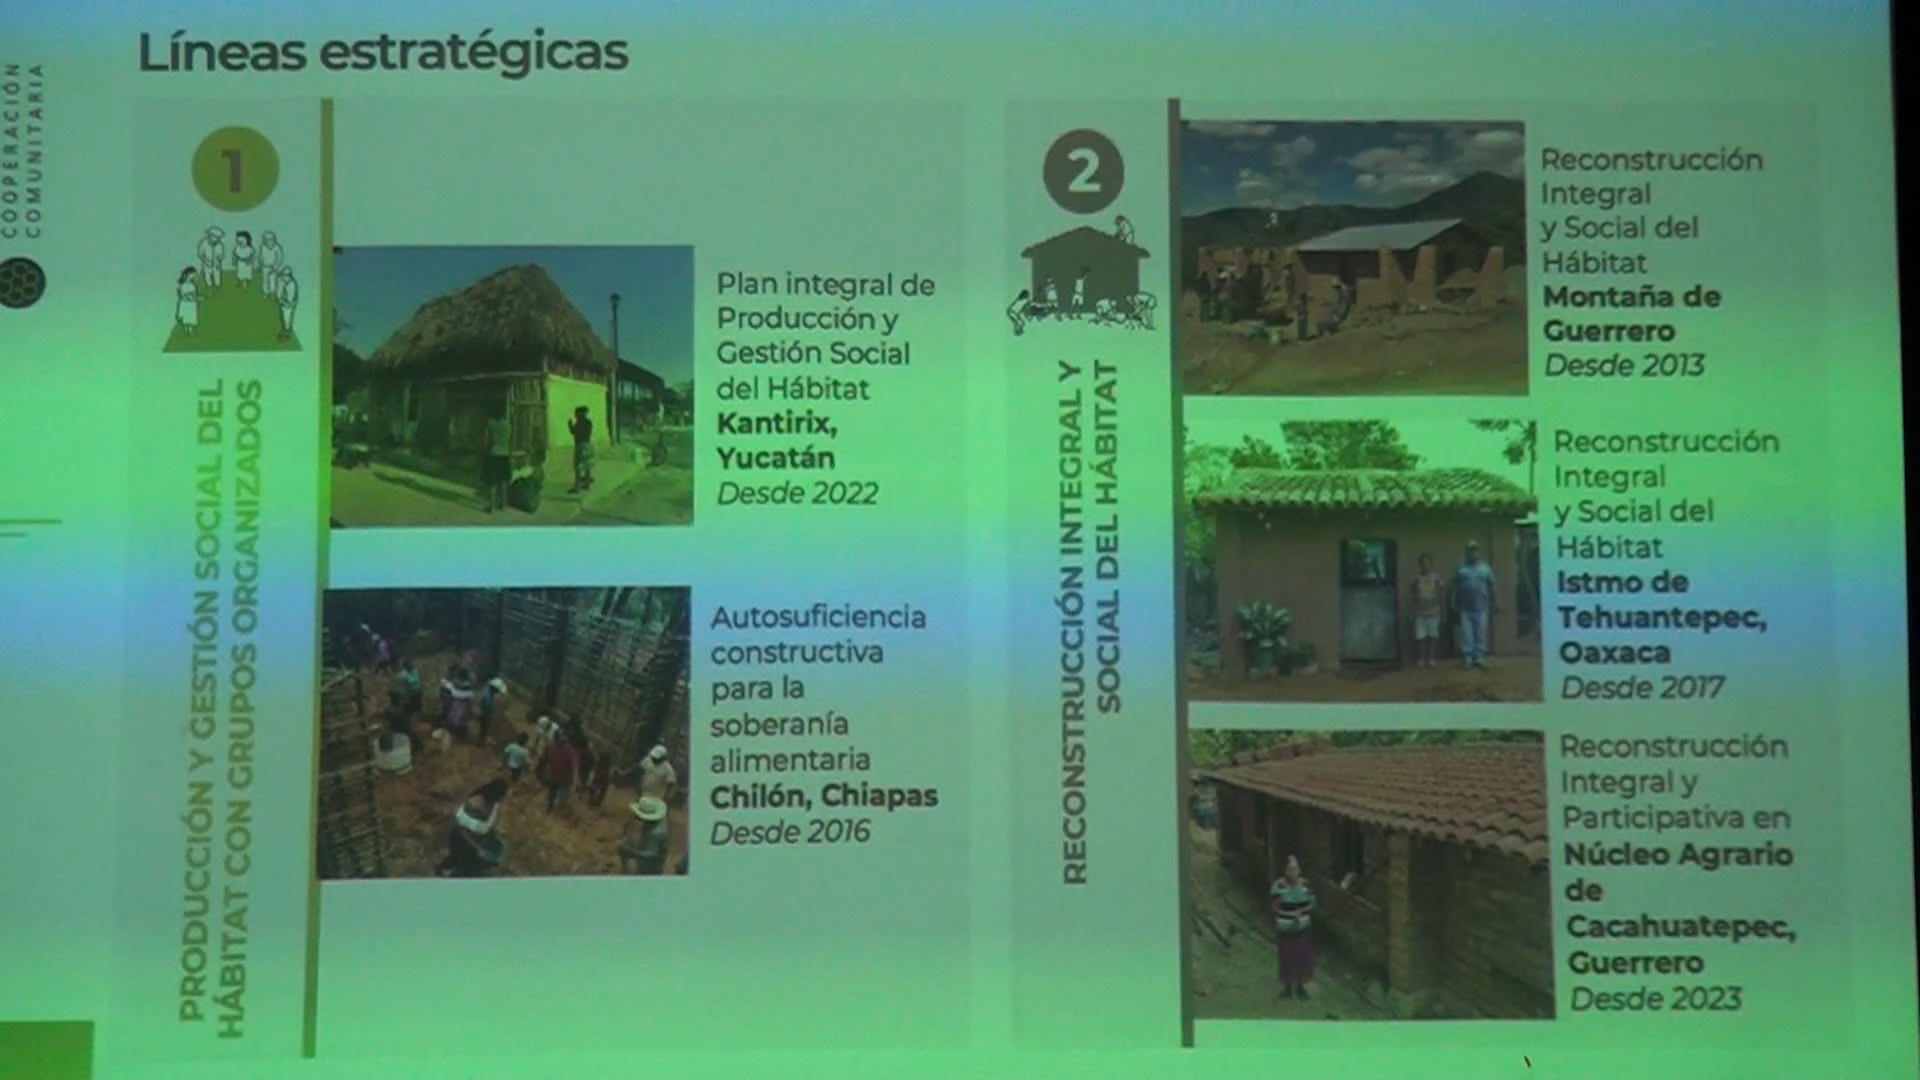 Líneas estratégicas
COOPERACIÓN
COMUNITARIA
1
PRODUCCIÓN Y GESTIÓN SOCIAL DEL
HÁBITAT CON GRUPOS ORGANIZADOS
Plan integral de
Producción y
Gestión Social
del Hábitat
Kantirix,
Yucatán
Desde 2022
Autosuficiencia
constructiva
para la
soberanía
alimentaria
Chilón, Chiapas
Desde 2016
2
RECONSTRUCCIÓN INTEGRAL Y
SOCIAL DEL HÁBITAT
Reconstrucción
Integral
y Social del
Hábitat
Montaña de
Guerrero
Desde 2013
Reconstrucción
Integral
y Social del
Hábitat
Istmo de
Tehuantepec,
Oaxaca
Desde 2017
Reconstrucción
Integral y
Participativa en
Núcleo Agrario
de
Cacahuatepec,
Guerrero
Desde 2023